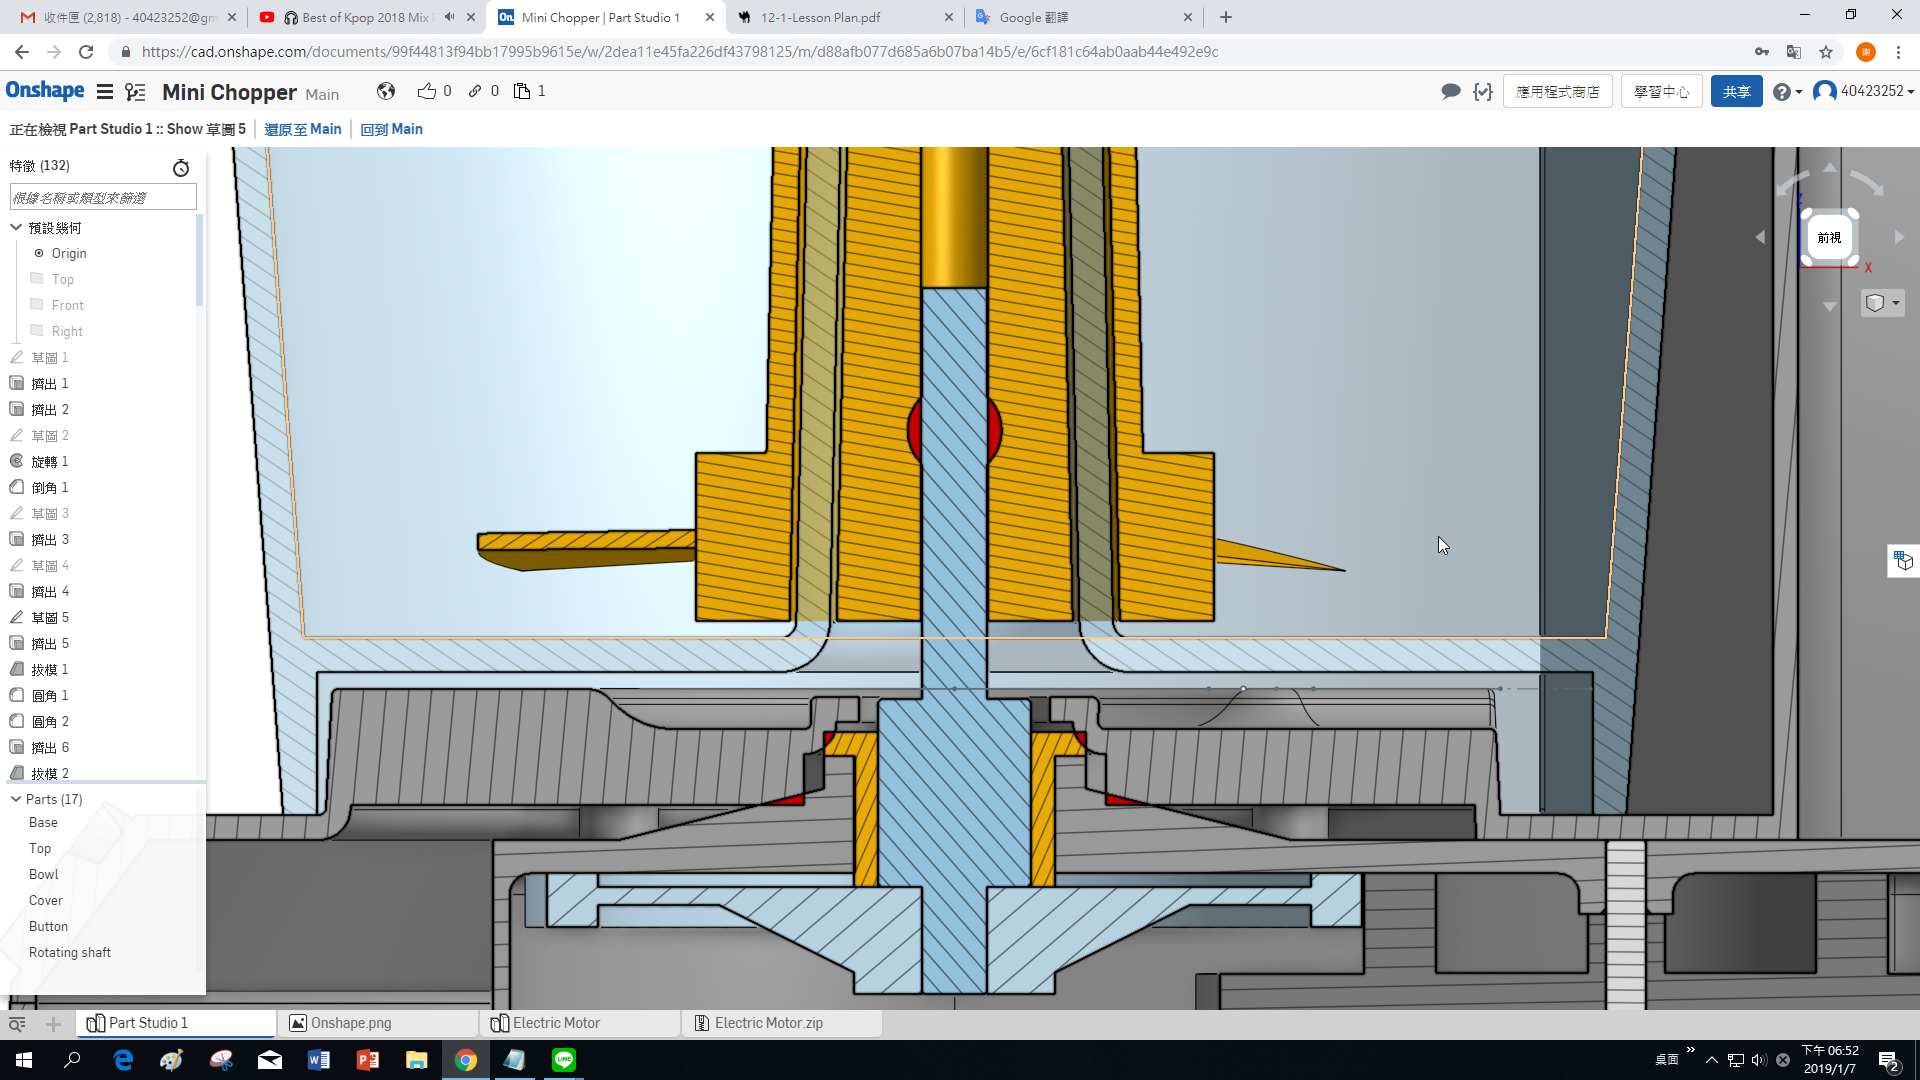 收件匣 (2,818) - 40423252@gm
Best of Kpop 2018 Mix
Mini Chopper | Part Studio 1
12-1-Lesson Plan.pdf
Google 翻譯
https://cad.onshape.com/documents/99f44813f94bb17995b9615e/w/2dea11e45fa226df43798125/m/d88afb077d685a6b07ba14b5/e/6cf181c64ab0aab44e492e9c
謝
Onshape
Mini Chopper Main
0
0
1
應用程式商店
學習中心
共享
40423252
正在檢視 Part Studio 1 :: Show 草圖 5
還原至 Main
回到 Main
特徵 (132)
根據名稱或類型來篩選
預設幾何
Origin
Top
Front
Right
草圖 1
擠出 1
擠出 2
草圖 2
旋轉 1
倒角 1
草圖 3
擠出 3
草圖 4
擠出 4
草圖 5
擠出 5
拔模 1
圓角 1
圓角 2
擠出 6
拔模 2
Parts (17)
Base
Top
Bowl
Cover
Button
Rotating shaft
Z
前視
X
Part Studio 1
Onshape.png
Electric Motor
Electric Motor.zip
桌面
下午 06:52
2019/1/7
2